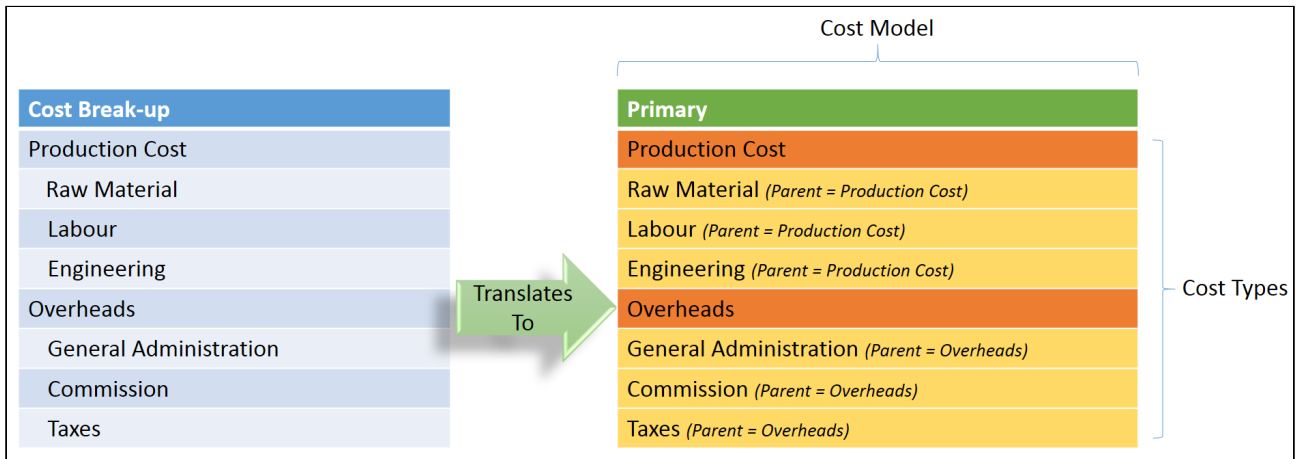 Cost Model
Cost Break-up
Production Cost
Raw Material
Labour
Engineering
Overheads
General Administration
Commission
Taxes
Translates
To
Primary
Production Cost
Raw Material (Parent = Production Cost)
Labour (Parent = Production Cost)
Engineering (Parent = Production Cost)
Overheads
General Administration (Parent = Overheads)
Commission (Parent = Overheads)
Taxes (Parent = Overheads)
Cost Types